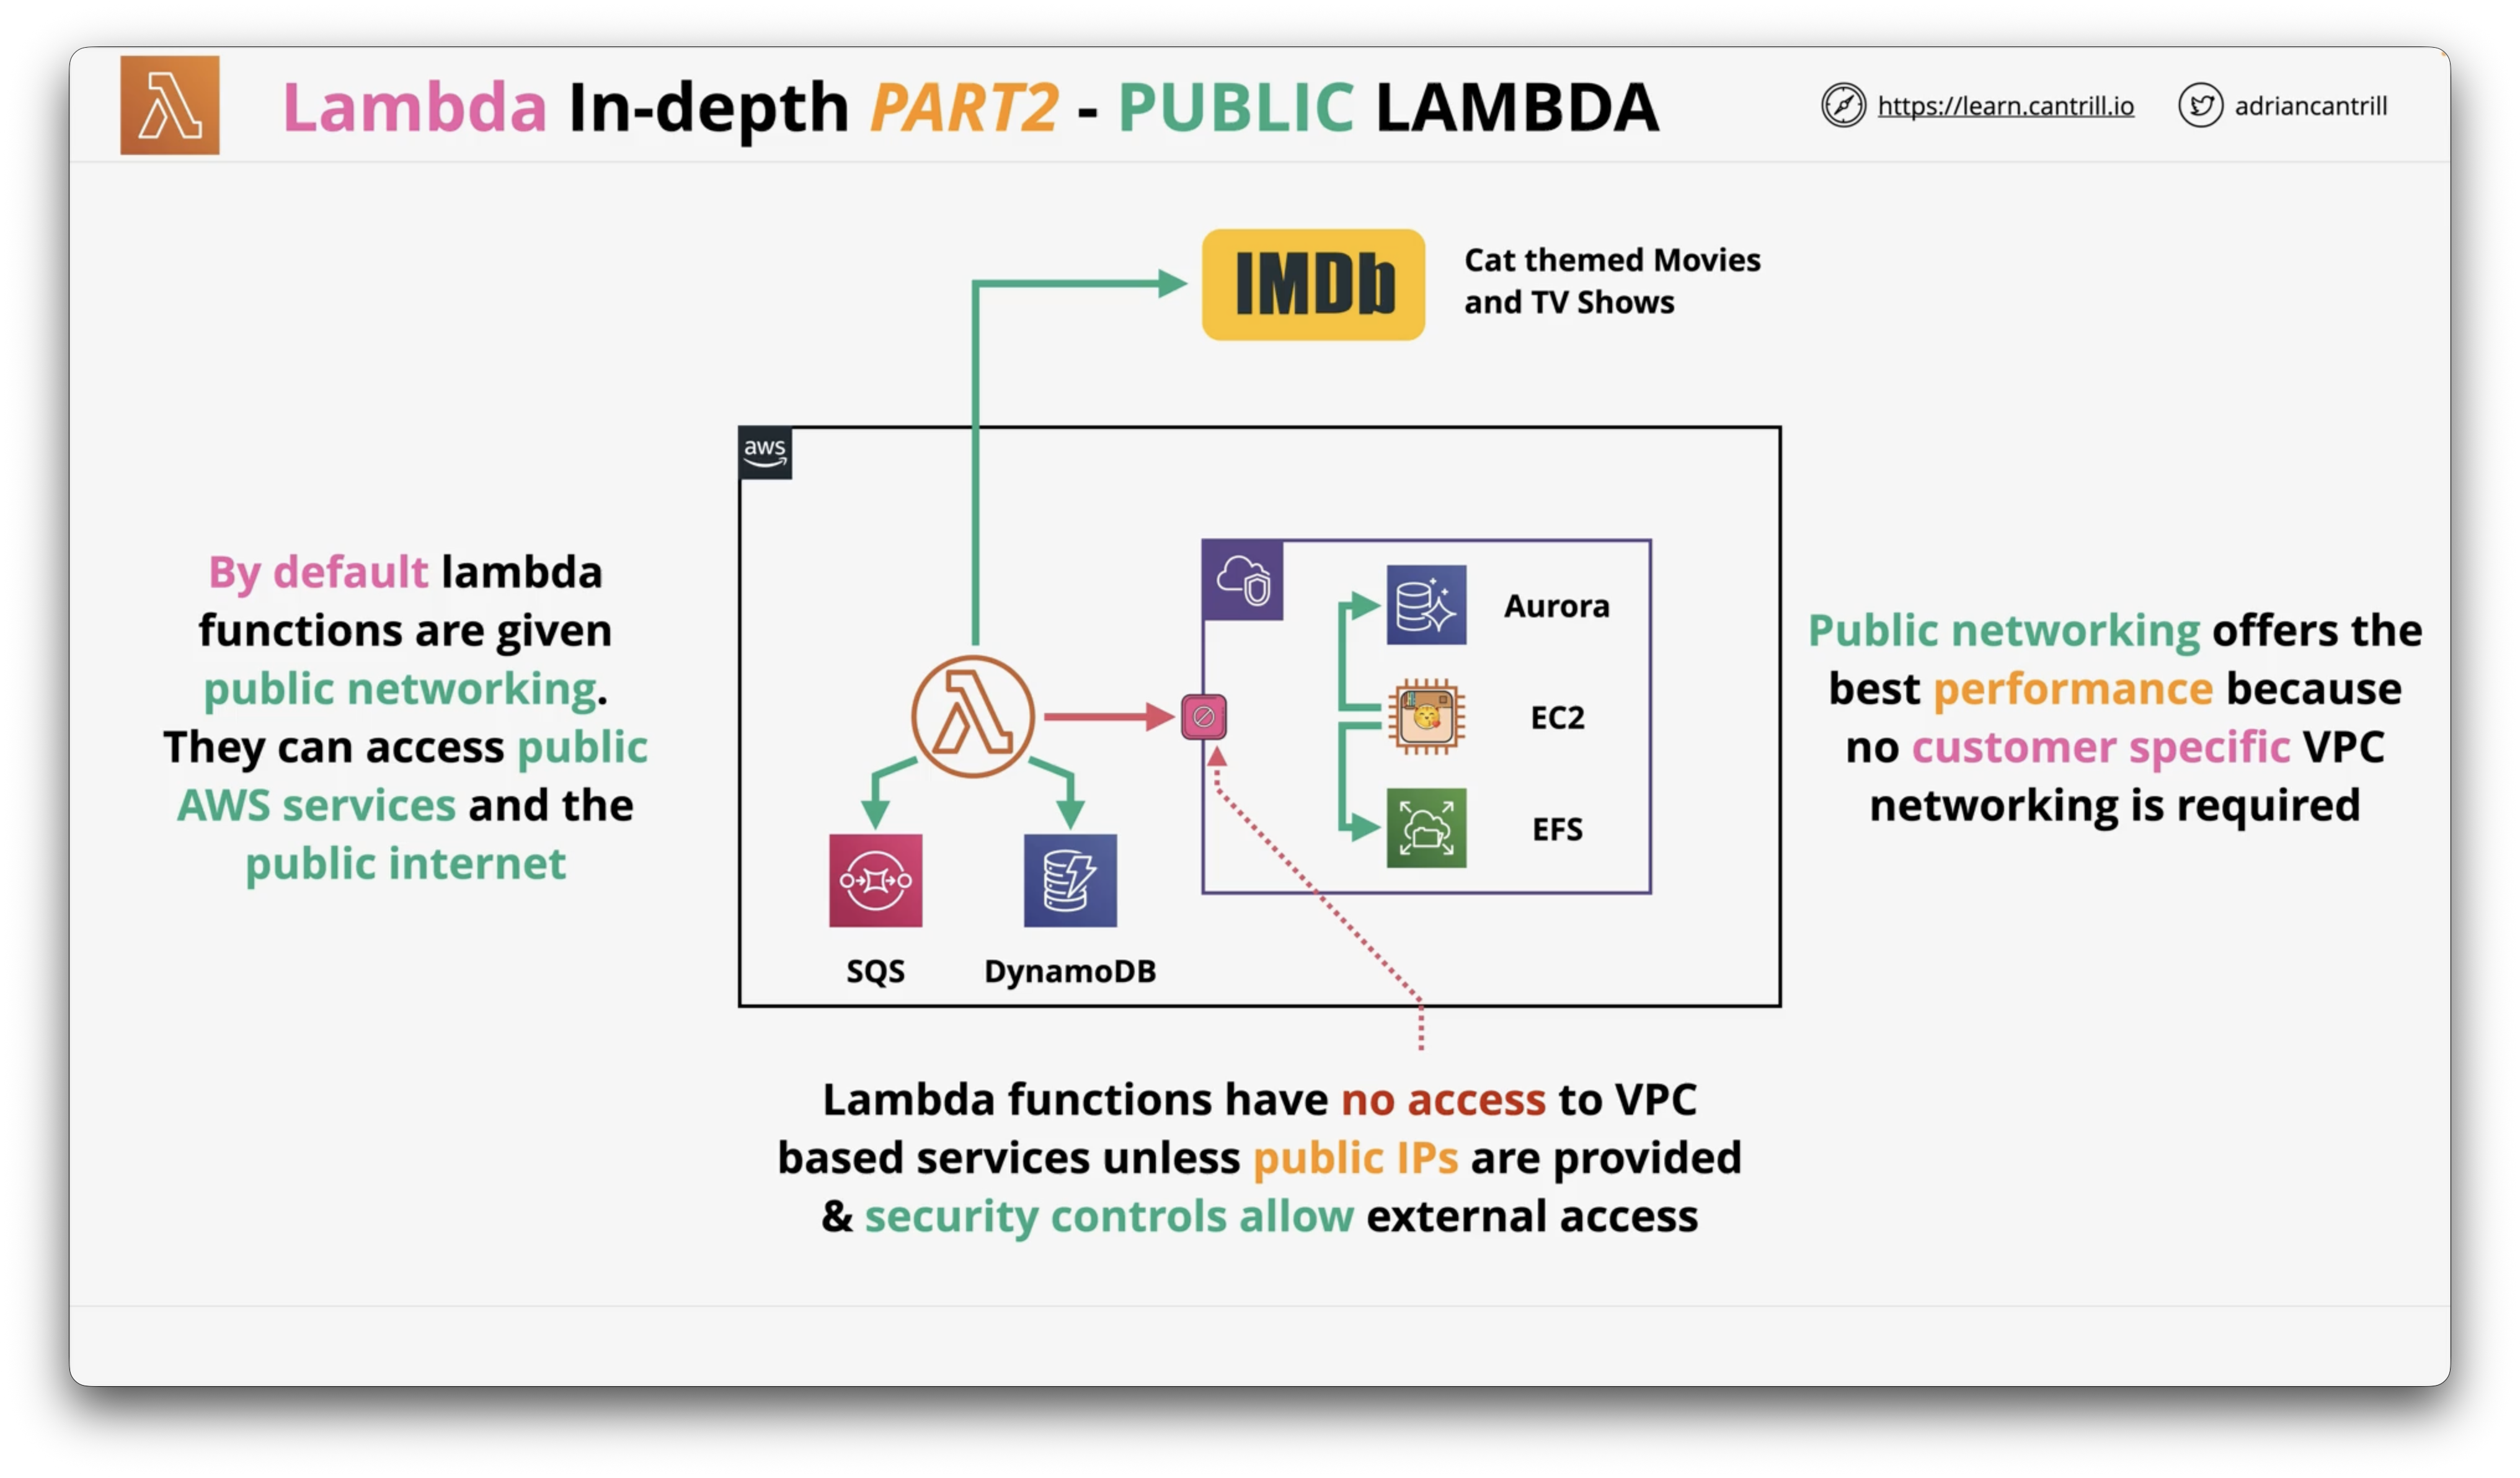 Lambda In-depth PART2 - PUBLIC LAMBDA
https://learn.cantrill.io
adriancantrill
IMDb
Cat themed Movies
and TV Shows
aws
By default lambda
functions are given
public networking.
They can access public
AWS services and the
public internet
Aurora
EC2
EFS
SQS
DynamoDB
Public networking offers the
best performance because
no customer specific VPC
networking is required
Lambda functions have no access to VPC
based services unless public IPs are provided
& security controls allow external access